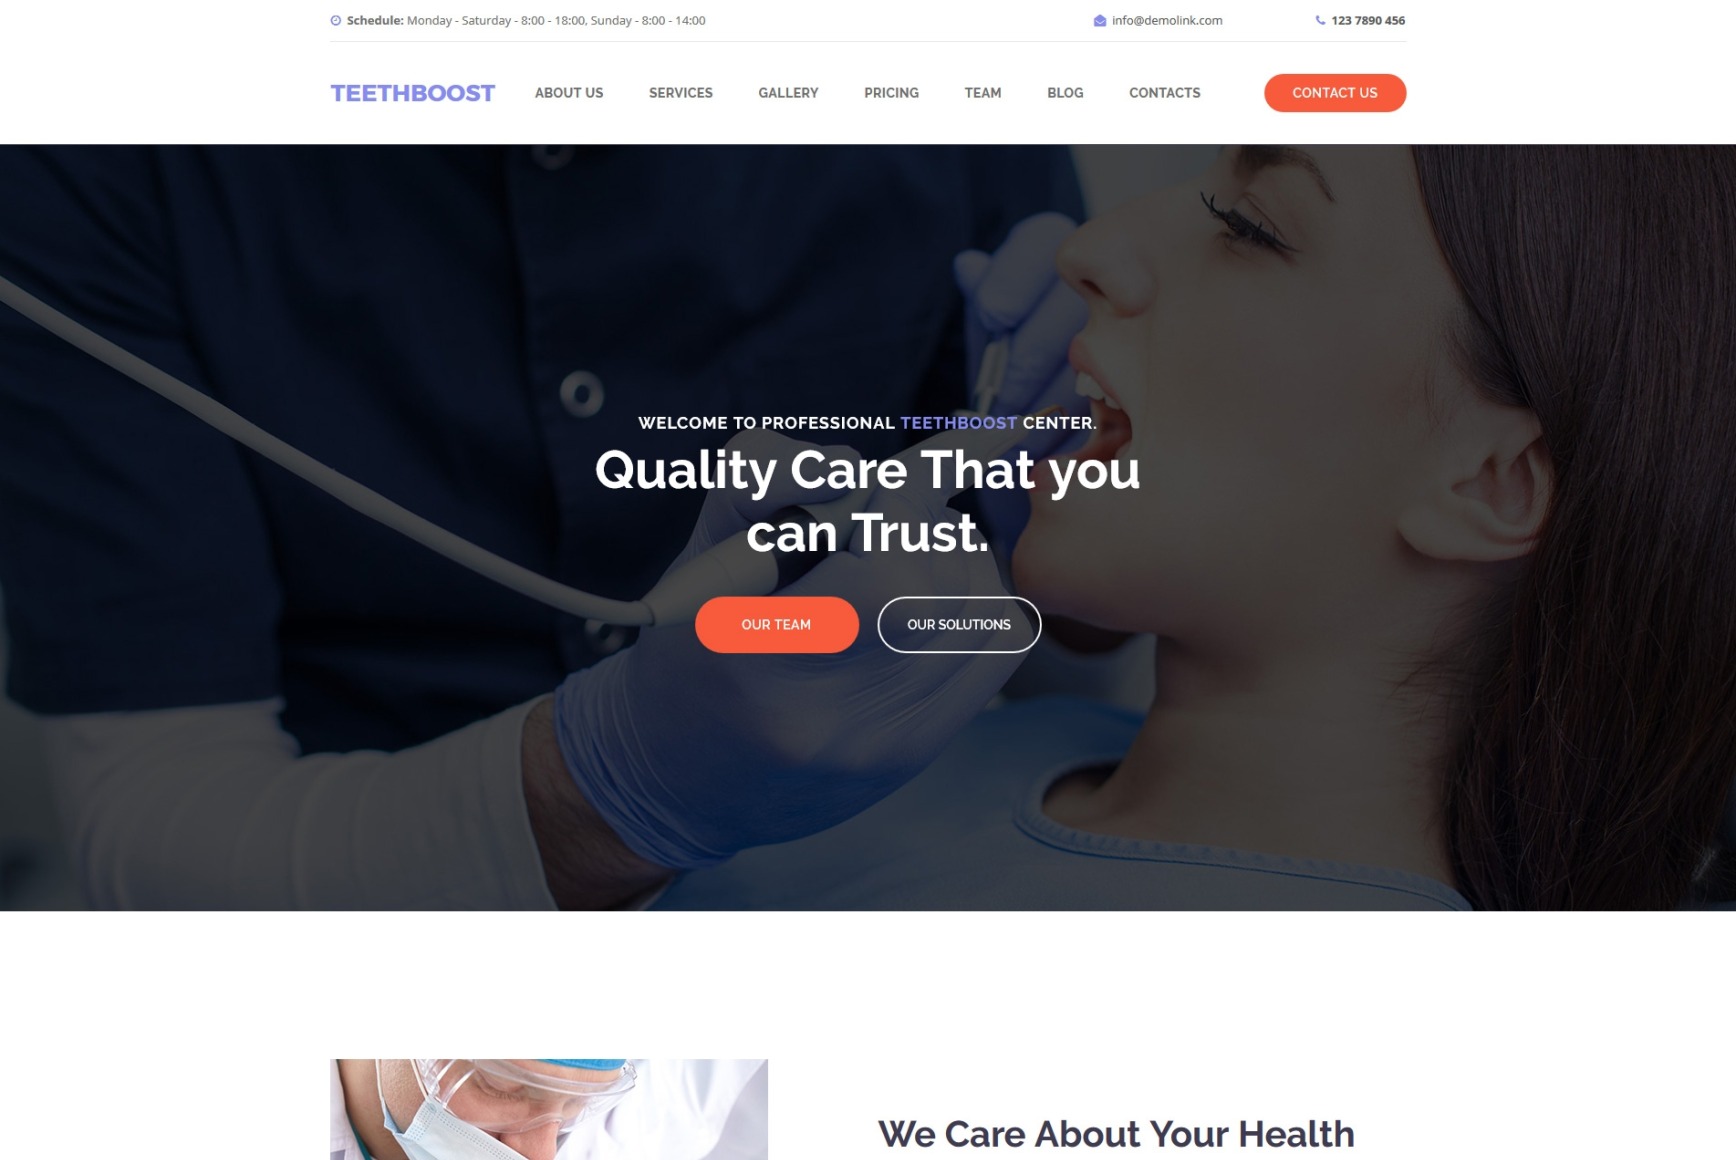 Schedule: Monday - Saturday - 8:00 - 18:00, Sunday - 8:00 - 14:00
info@demolink.com
123 7890 456
TEETHBOOST
ABOUT US
SERVICES
GALLERY
PRICING
TEAM
BLOG
CONTACTS
CONTACT US
WELCOME TO PROFESSIONAL TEETHBOOST CENTER.
Quality Care That you
can Trust.
OUR TEAM
OUR SOLUTIONS
We Care About Your Health